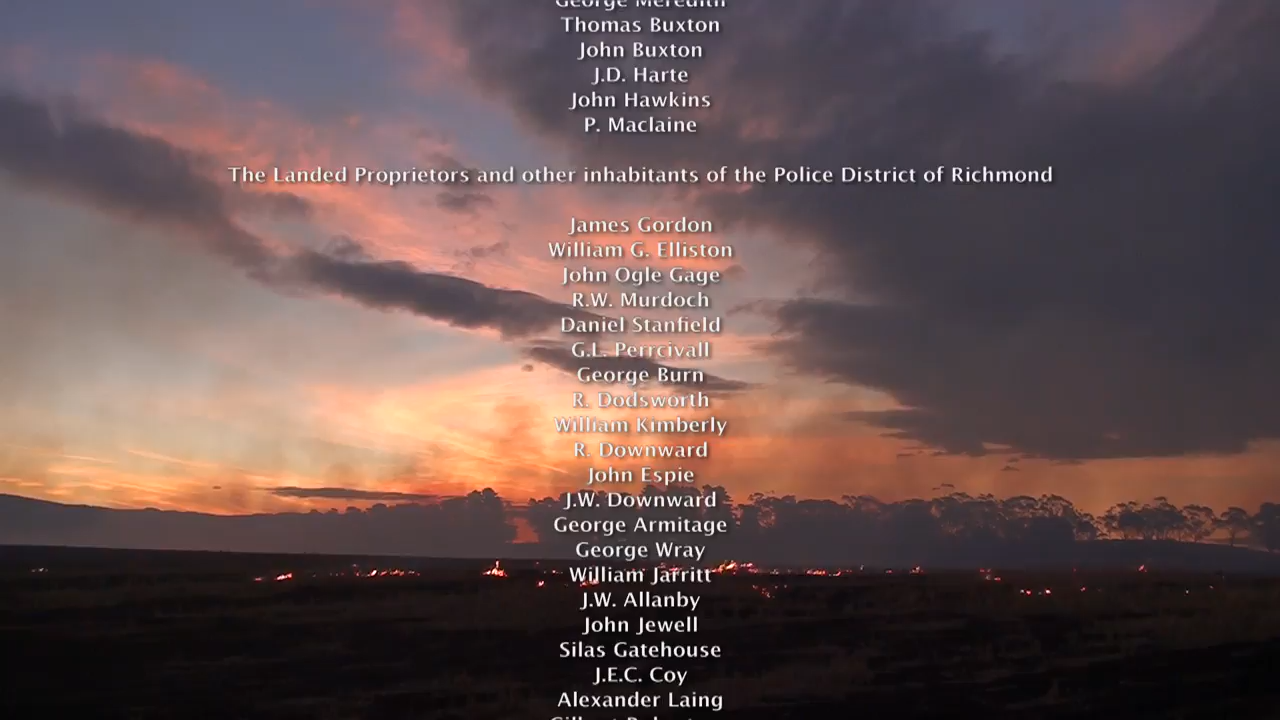 George Meredith
Thomas Buxton
John Buxton
J.D. Harte
John Hawkins
P. Maclaine
The Landed Proprietors and other inhabitants of the Police District of Richmond
James Gordon
William G. Elliston
John Ogle Gage
R.W. Murdoch
Daniel Stanfield
G.L. Perrcivall
George Burn
R. Dodsworth
William Kimberly
R. Downward
John Espie
J.W. Downward
George Armitage
George Wray
William Jarritt
J.W. Allanby
John Jewell
Silas Gatehouse
J.E.C. Coy
Alexander Laing